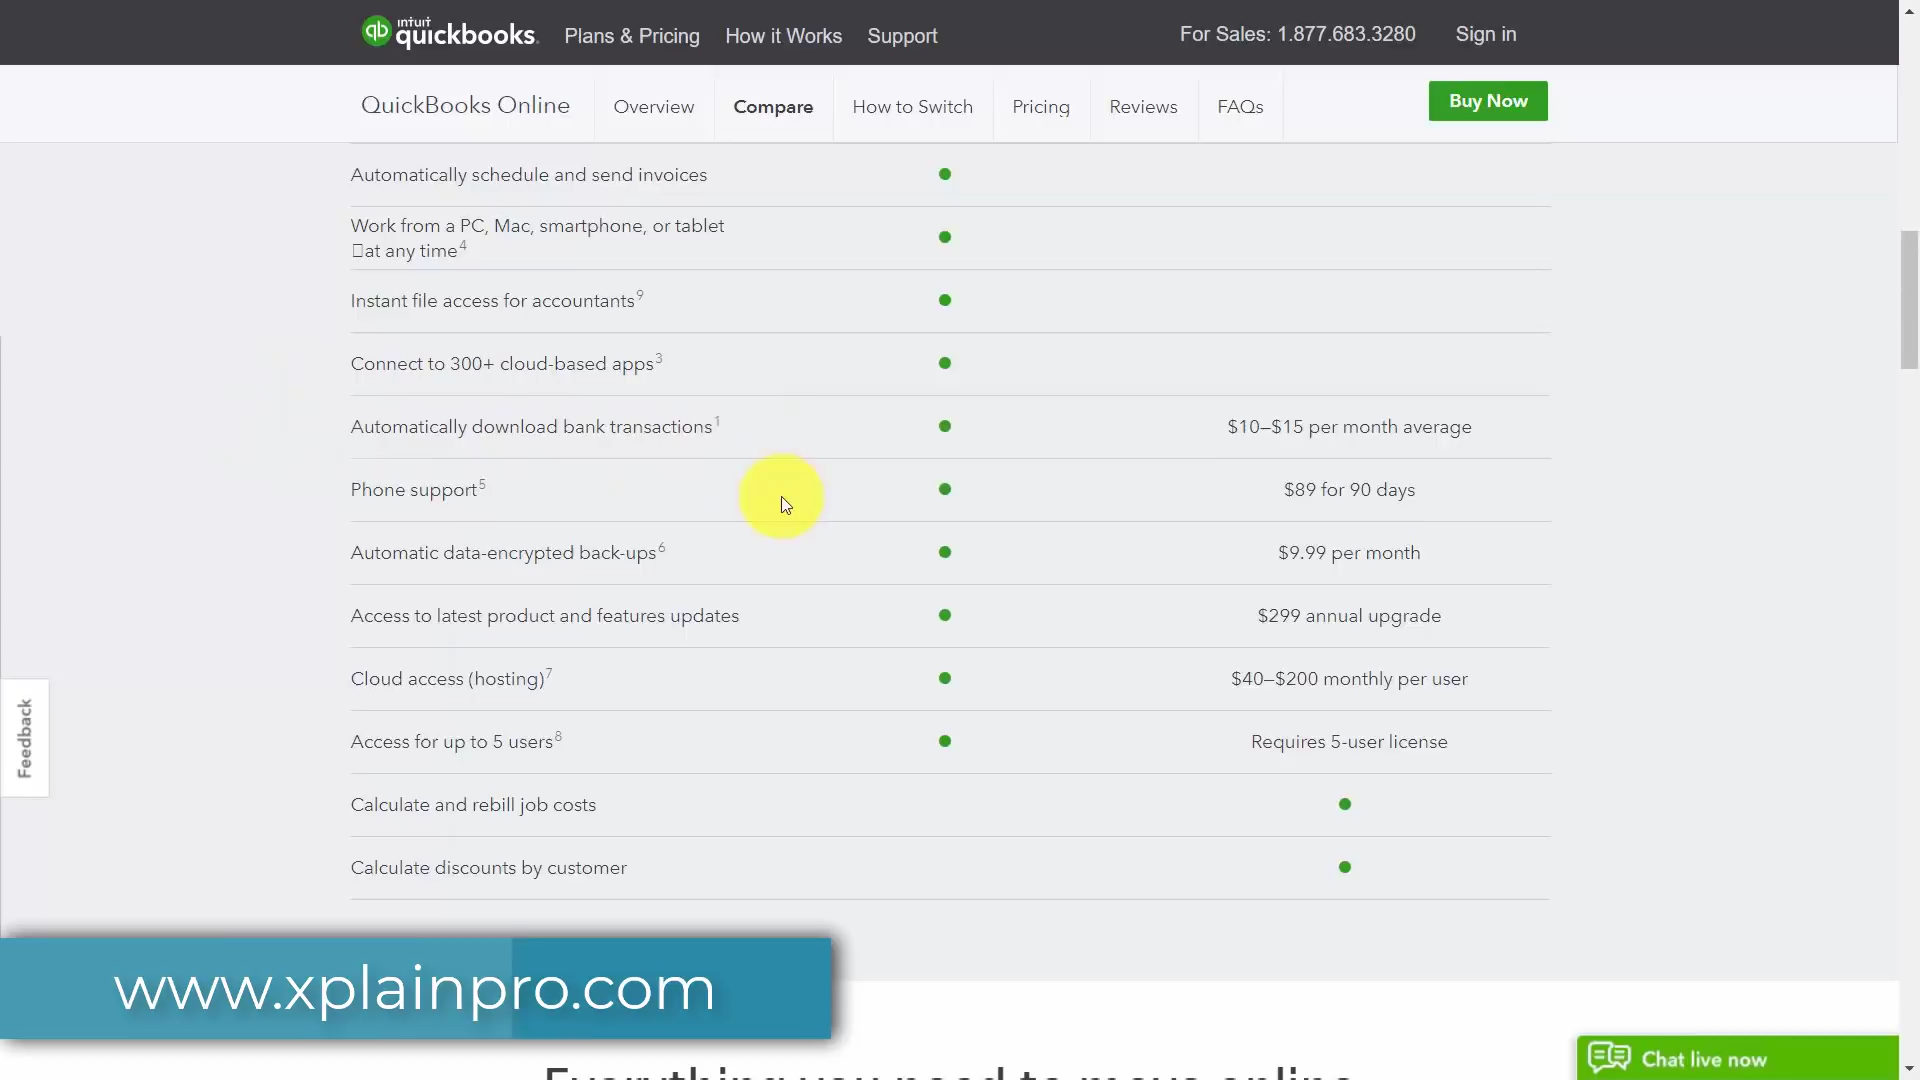 intuit
quickbooks.
Plans & Pricing
How it Works
Support
For Sales: 1.877.683.3280
Sign in
QuickBooks Online
Overview
Compare
How to Switch
Pricing
Reviews
FAQs
Buy Now
Automatically schedule and send invoices
Work from a PC, Mac, smartphone, or tablet
at any time4
Instant file access for accountants9
Connect to 300+ cloud-based apps3
Automatically download bank transactions1
$10–$15 per month average
Phone support5
$89 for 90 days
Automatic data-encrypted back-ups6
$9.99 per month
Access to latest product and features updates
$299 annual upgrade
Cloud access (hosting)7
$40–$200 monthly per user
Access for up to 5 users8
Requires 5-user license
Calculate and rebill job costs
Calculate discounts by customer
Feedback
www.xplainpro.com
Everything you need to move online
Chat live now